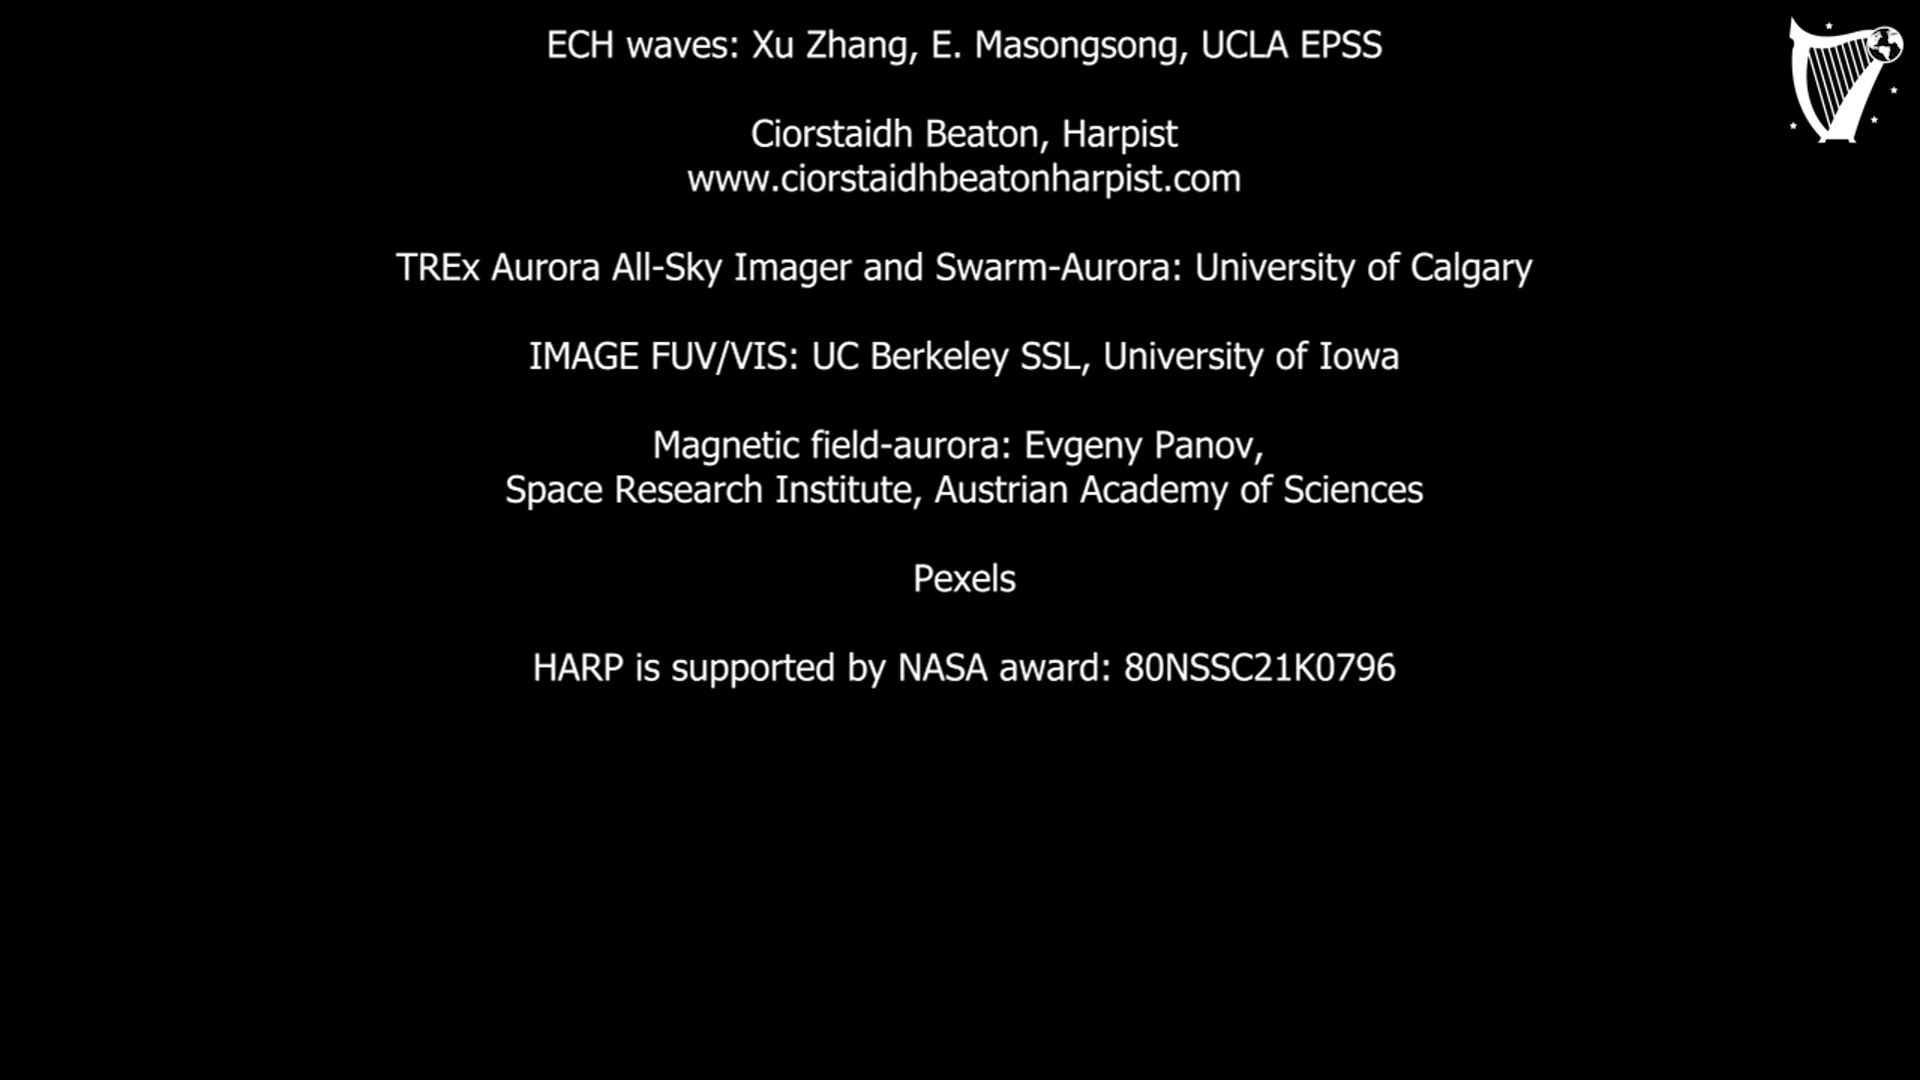 ECH waves: Xu Zhang, E. Masongsong, UCLA EPSS
Ciorstaidh Beaton, Harpist
www.ciorstaidhbeatonharpist.com
TREx Aurora All-Sky Imager and Swarm-Aurora: University of Calgary
IMAGE FUV/VIS: UC Berkeley SSL, University of Iowa
Magnetic field-aurora: Evgeny Panov,
Space Research Institute, Austrian Academy of Sciences
Pexels
HARP is supported by NASA award: 80NSSC21K0796